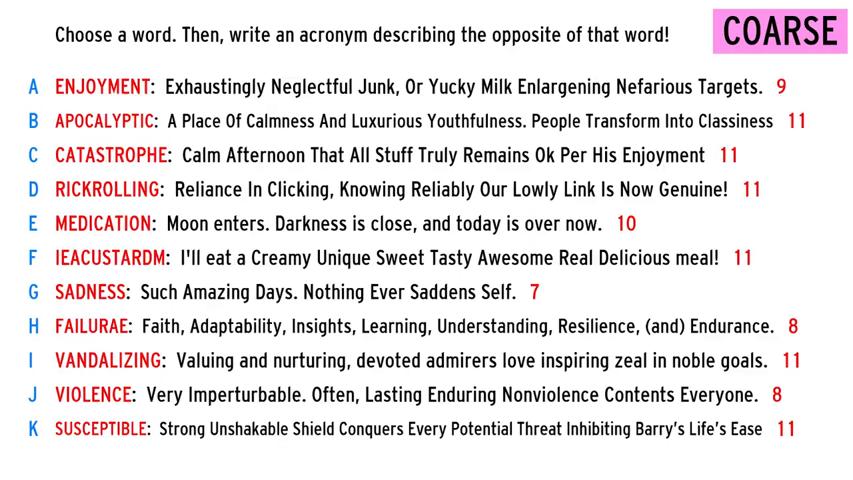 Choose a word. Then, write an acronym describing the opposite of that word!
COARSE
A ENJOYMENT: Exhaustingly Neglectful Junk, Or Yucky Milk Enlargening Nefarious Targets. 9
B APOCALYPTIC: A Place Of Calmness And Luxurious Youthfulness. People Transform Into Classiness 11
C CATASTROPHE: Calm Afternoon That All Stuff Truly Remains Ok Per His Enjoyment 11
D RICKROLLING: Reliance In Clicking, Knowing Reliably Our Lowly Link Is Now Genuine! 11
E MEDICATION: Moon enters. Darkness is close, and today is over now. 10
F IEACUSTARDM: I'll eat a Creamy Unique Sweet Tasty Awesome Real Delicious meal! 11
G SADNESS: Such Amazing Days. Nothing Ever Saddens Self. 7
H FAILURAE: Faith, Adaptability, Insights, Learning, Understanding, Resilience, (and) Endurance. 8
I VANDALIZING: Valuing and nurturing, devoted admirers love inspiring zeal in noble goals. 11
J VIOLENCE: Very Imperturbable. Often, Lasting Enduring Nonviolence Contents Everyone. 8
K SUSCEPTIBLE: Strong Unshakable Shield Conquers Every Potential Threat Inhibiting Barry's Life's Ease 11